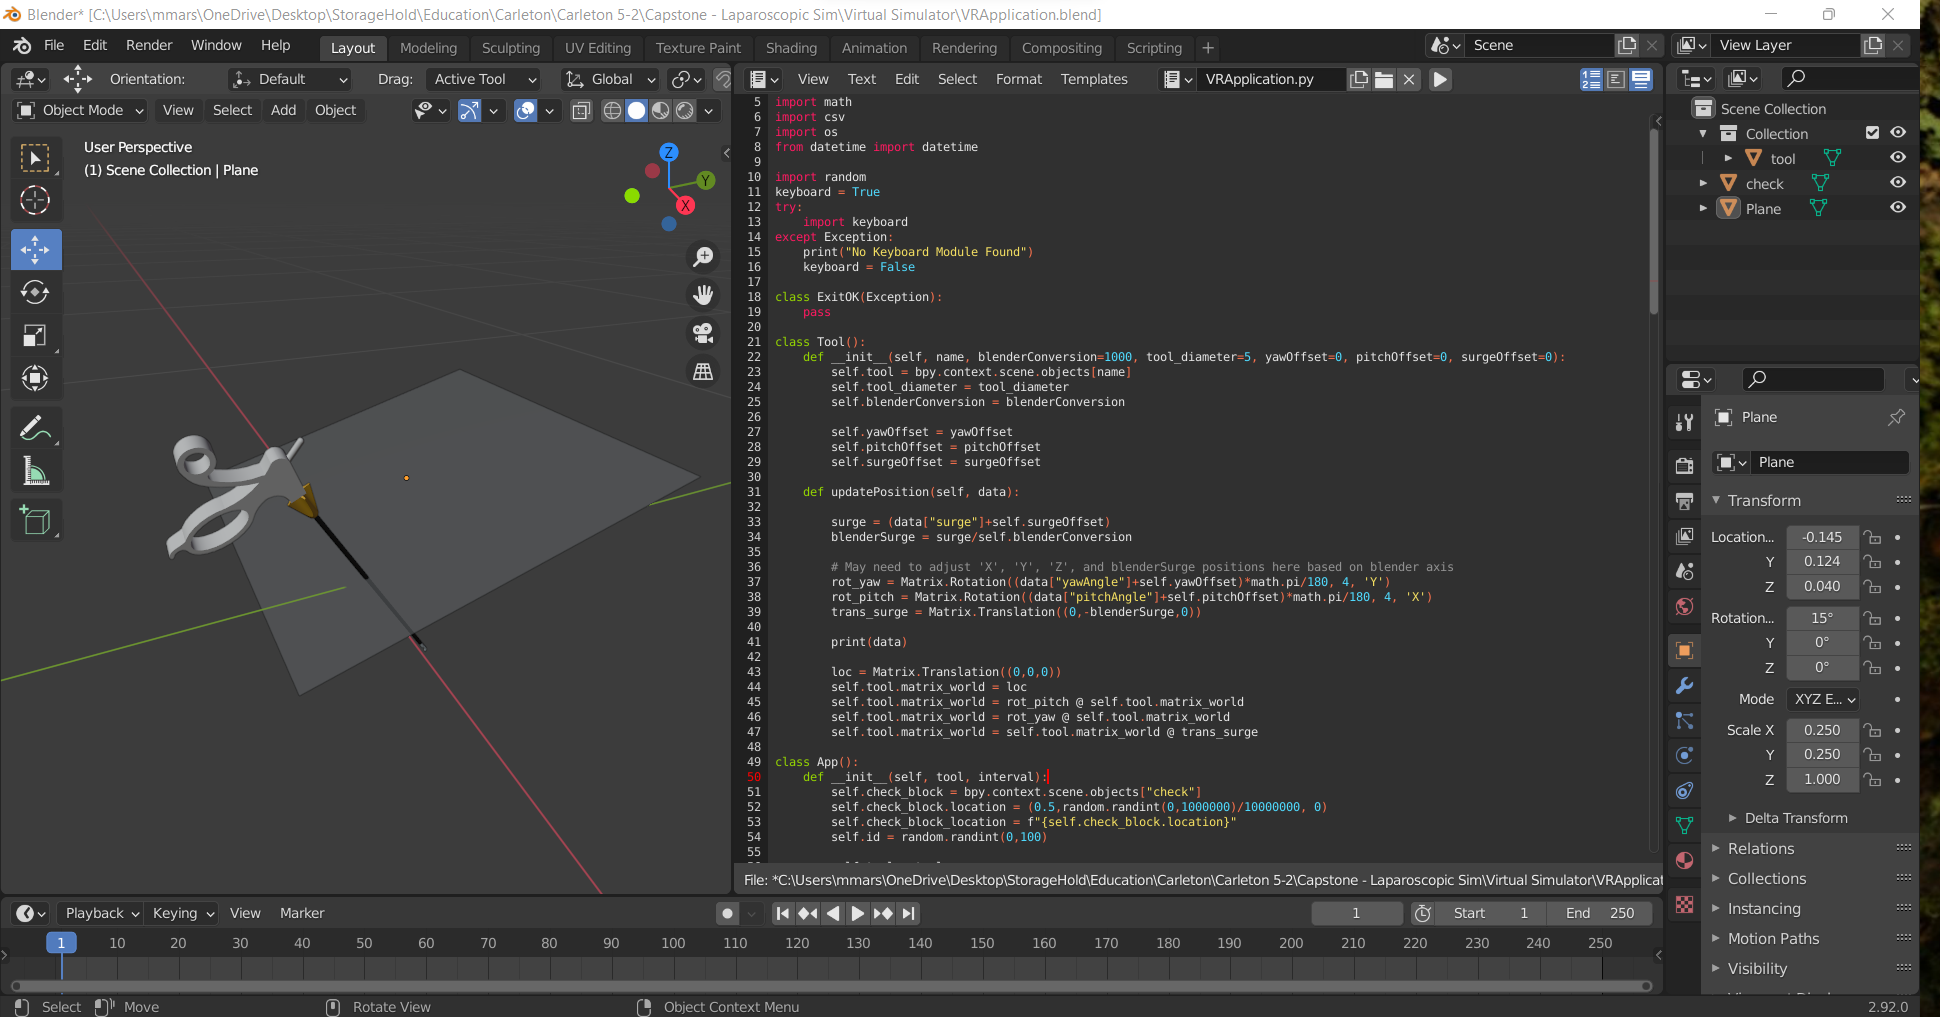 Blender* [C:\Users\mmars\OneDrive\Desktop\StorageHold\Education\Carleton\Carleton 5-2\Capstone - Laparoscopic Sim\Virtual Simulator\VRApplication.blend]
File Edit Render Window Help Layout Modeling Sculpting UV Editing Texture Paint Shading Animation Rendering Compositing Scripting + Scene View Layer
Orientation: Default Drag: Active Tool Global
Object Mode View Select Add Object
User Perspective
(1) Scene Collection | Plane
Z
Y
X
View Text Edit Select Format Templates VRApplication.py
5 import math
6 import csv
7 import os
8 from datetime import datetime
9
10 import random
11 keyboard = True
12 try:
13     import keyboard
14 except Exception:
15     print("No Keyboard Module Found")
16     keyboard = False
17
18 class ExitOK(Exception):
19     pass
20
21 class Tool():
22     def __init__(self, name, blenderConversion=1000, tool_diameter=5, yawOffset=0, pitchOffset=0, surgeOffset=0):
23         self.tool = bpy.context.scene.objects[name]
24         self.tool_diameter = tool_diameter
25         self.blenderConversion = blenderConversion
26
27         self.yawOffset = yawOffset
28         self.pitchOffset = pitchOffset
29         self.surgeOffset = surgeOffset
30
31     def updatePosition(self, data):
32
33         surge = (data["surge"]+self.surgeOffset)
34         blenderSurge = surge/self.blenderConversion
35
36         # May need to adjust 'X', 'Y', 'Z', and blenderSurge positions here based on blender axis
37         rot_yaw = Matrix.Rotation((data["yawAngle"]+self.yawOffset)*math.pi/180, 4, 'Y')
38         rot_pitch = Matrix.Rotation((data["pitchAngle"]+self.pitchOffset)*math.pi/180, 4, 'X')
39         trans_surge = Matrix.Translation((0,-blenderSurge,0))
40
41         print(data)
42
43         loc = Matrix.Translation((0,0,0))
44         self.tool.matrix_world = loc
45         self.tool.matrix_world = rot_pitch @ self.tool.matrix_world
46         self.tool.matrix_world = rot_yaw @ self.tool.matrix_world
47         self.tool.matrix_world = self.tool.matrix_world @ trans_surge
48
49 class App():
50     def __init__(self, tool, interval):
51         self.check_block = bpy.context.scene.objects["check"]
52         self.check_block.location = (0.5,random.randint(0,1000000)/10000000, 0)
53         self.check_block_location = f"{self.check_block.location}"
54         self.id = random.randint(0,100)
55
File: *C:\Users\mmars\OneDrive\Desktop\StorageHold\Education\Carleton\Carleton 5-2\Capstone - Laparoscopic Sim\Virtual Simulator\VRApplicat
Scene Collection
Collection
tool
check
Plane
Plane
Plane
Transform
Location... -0.145
Y 0.124
Z 0.040
Rotation... 15°
Y 0°
Z 0°
Mode XYZ E...
Scale X 0.250
Y 0.250
Z 1.000
Delta Transform
Relations
Collections
Instancing
Motion Paths
Visibility
Playback Keying View Marker 1 Start 1 End 250
1 10 20 30 40 50 60 70 80 90 100 110 120 130 140 150 160 170 180 190 200 210 220 230 240 250
Select Move Rotate View Object Context Menu 2.92.0